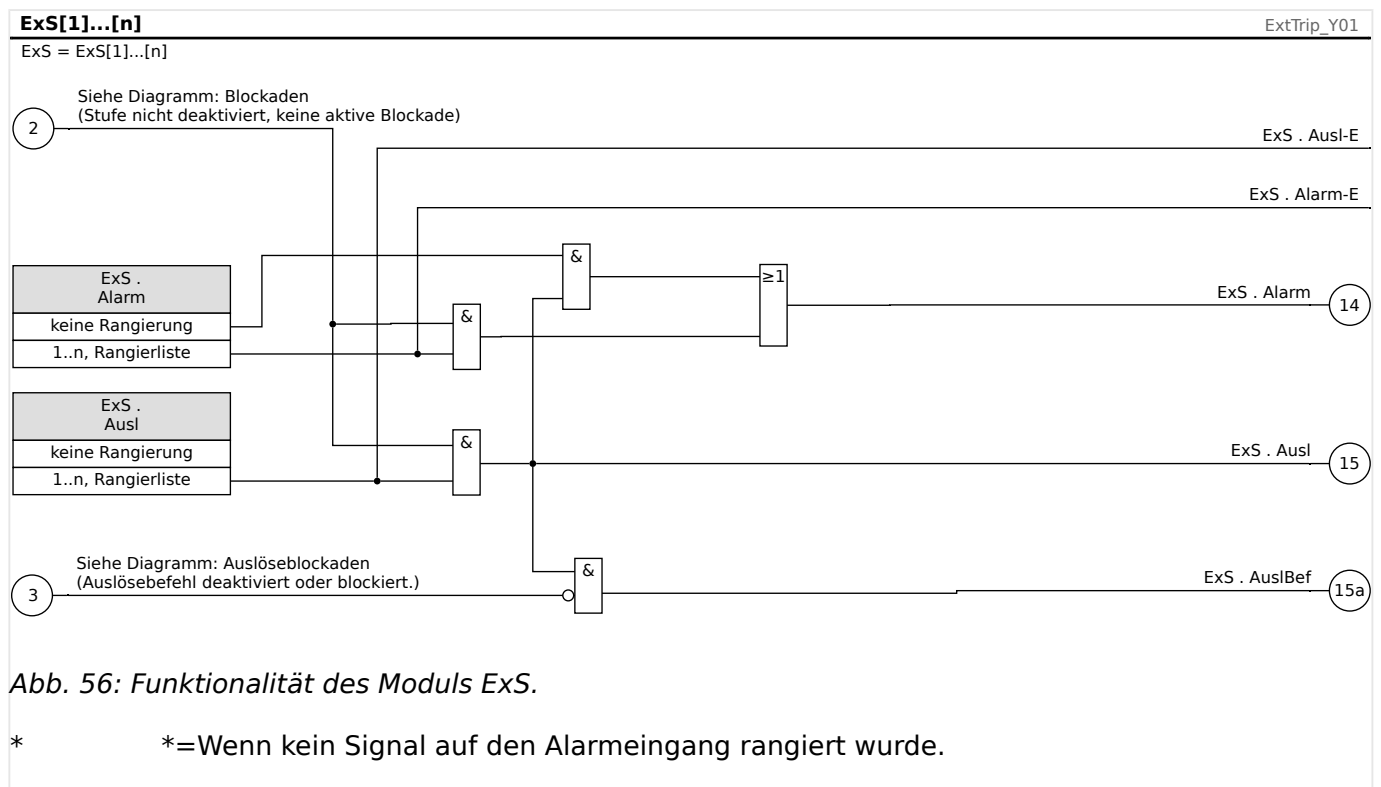 ExS[1]...[n]
ExtTrip_Y01
ExS = ExS[1]...[n]
Siehe Diagramm: Blockaden
(Stufe nicht deaktiviert, keine aktive Blockade)
2
ExS . Ausl-E
ExS . Alarm-E
&
ExS .
Alarm
≥1
ExS . Alarm
14
keine Rangierung
&
1..n, Rangierliste
ExS .
Ausl
&
keine Rangierung
ExS . Ausl
15
1..n, Rangierliste
Siehe Diagramm: Auslöseblockaden
(Auslösebefehl deaktiviert oder blockiert.)
3
&
ExS . AuslBef
15a
Abb. 56: Funktionalität des Moduls ExS.
* *=Wenn kein Signal auf den Alarmeingang rangiert wurde.